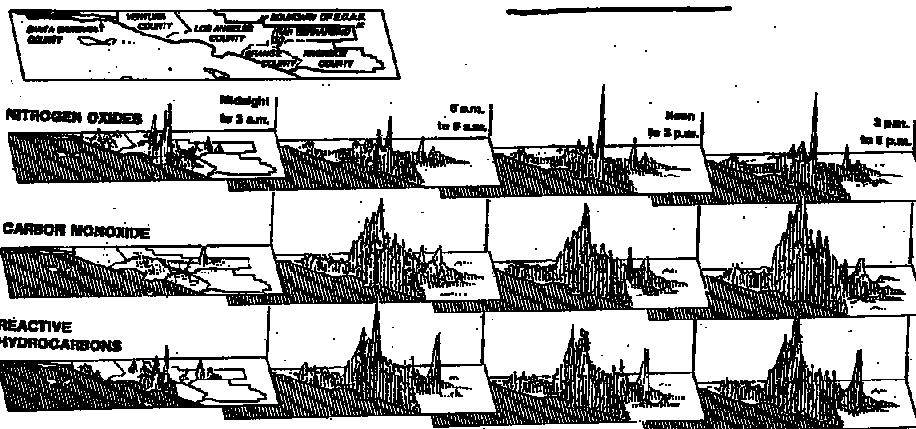 VENTURA
COUNTY
SANTA BARBARA
COUNTY
LOS ANGELES
COUNTY
BOUNDARY OF S.C.A.B.
SAN BERNARDINO
ORANGE
COUNTY
RIVERSIDE
COUNTY
NITROGEN OXIDES
Midnight
to 3 a.m.
6 a.m.
to 9 a.m.
Noon
to 3 p.m.
3 p.m.
to 6 p.m.
CARBON MONOXIDE
REACTIVE
HYDROCARBONS